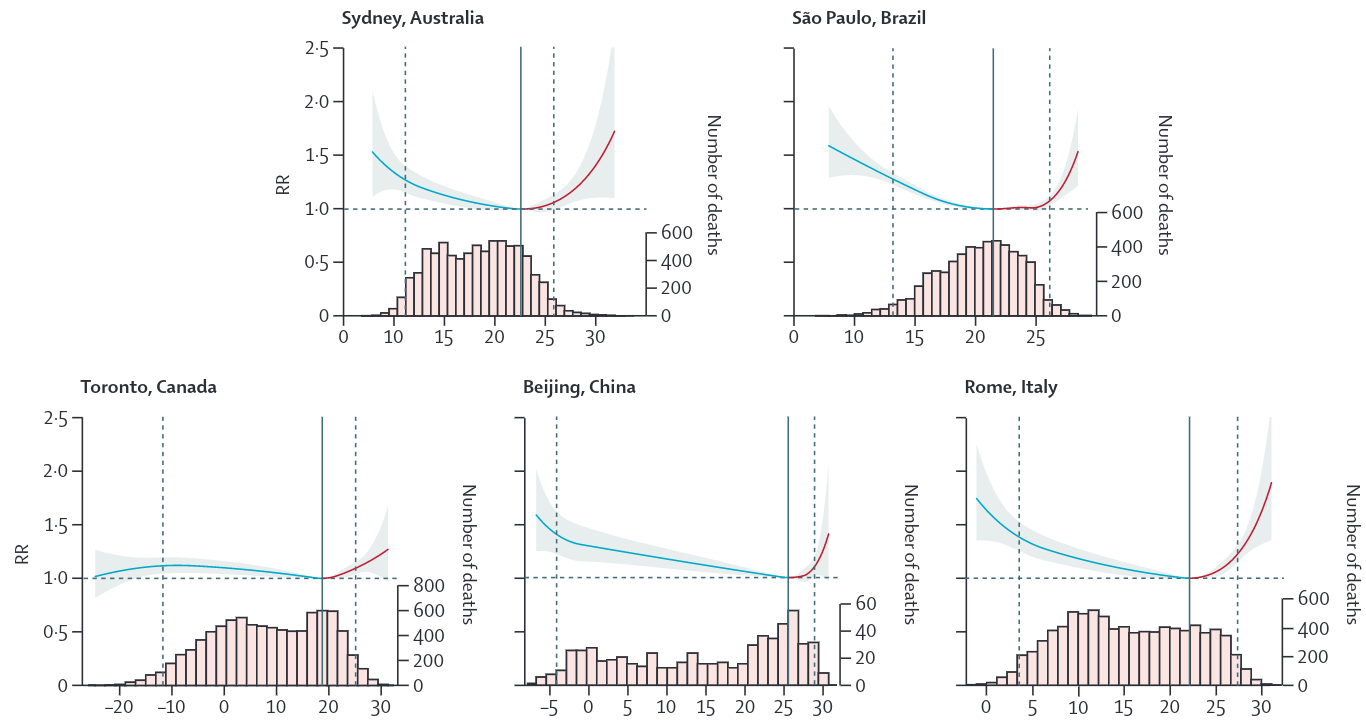 Sydney, Australia
São Paulo, Brazil
2·5
2·0
1·5
1·0
0·5
0
RR
Number of deaths
600
400
200
0
Number of deaths
600
400
200
0
0 10 15 20 25 30
0 10 15 20 25
Toronto, Canada
Beijing, China
Rome, Italy
2·5
2·0
1·5
1·0
0·5
0
RR
Number of deaths
800
600
400
200
0
Number of deaths
60
40
20
0
Number of deaths
600
400
200
0
–20 –10 0 10 20 30
–5 0 5 10 15 20 25 30
0 5 10 15 20 25 30